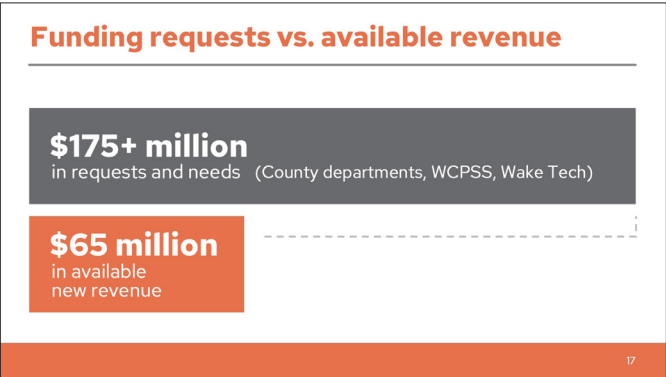 Funding requests vs. available revenue
$175+ million
in requests and needs (County departments, WCPSS, Wake Tech)
$65 million
in available
new revenue
17